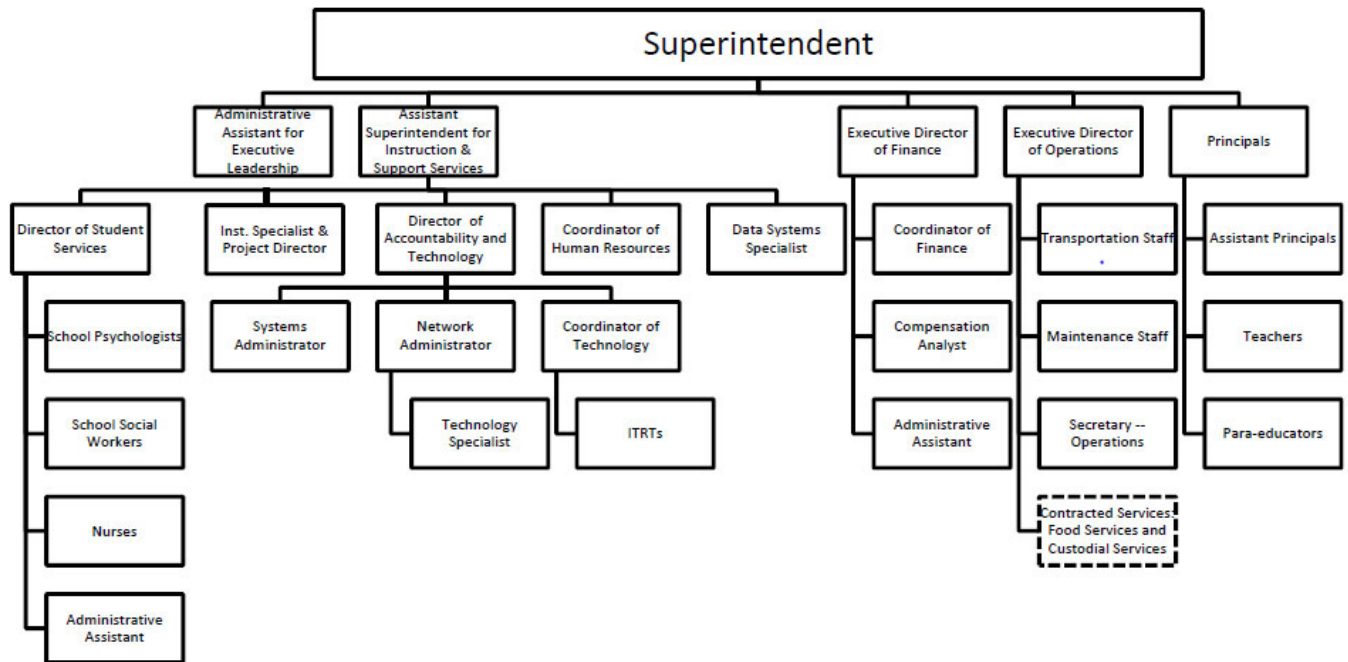 Superintendent
Administrative
Assistant for
Executive
Leadership
Assistant
Superintendent for
Instruction &
Support Services
Executive Director
of Finance
Executive Director
of Operations
Principals
Director of Student
Services
Inst. Specialist &
Project Director
Director of
Accountability and
Technology
Coordinator of
Human Resources
Data Systems
Specialist
Coordinator of
Finance
Transportation Staff
Assistant Principals
School Psychologists
Systems
Administrator
Network
Administrator
Coordinator of
Technology
Compensation
Analyst
Maintenance Staff
Teachers
School Social
Workers
Technology
Specialist
ITRTs
Administrative
Assistant
Secretary --
Operations
Para-educators
Nurses
Contracted Services:
Food Services and
Custodial Services
Administrative
Assistant